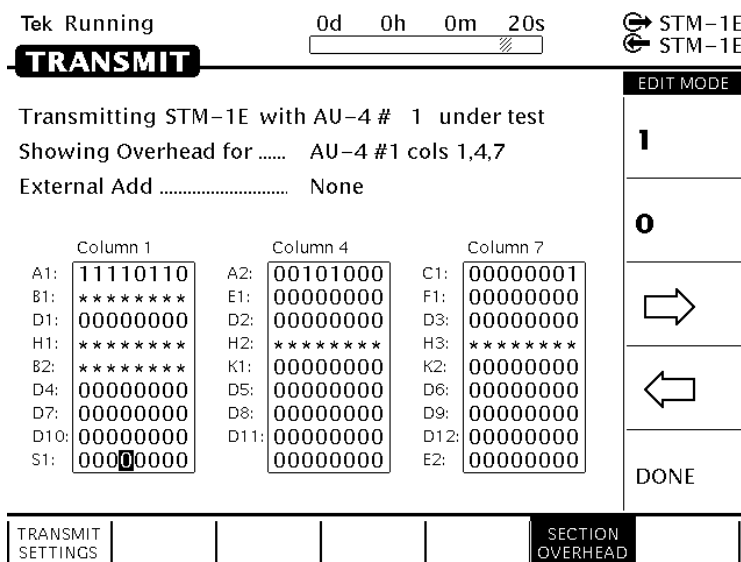 Tek Running 0d 0h 0m 20s STM-1E
STM-1E
TRANSMIT
EDIT MODE
Transmitting STM-1E with AU-4 # 1 under test
Showing Overhead for ...... AU-4 #1 cols 1,4,7
External Add ............................ None
1
0
DONE
Column 1 Column 4 Column 7
A1: 11110110 A2: 00101000 C1: 00000001
B1: ******** E1: 00000000 F1: 00000000
D1: 00000000 D2: 00000000 D3: 00000000
H1: ******** H2: ******** H3: ********
B2: ******** K1: 00000000 K2: 00000000
D4: 00000000 D5: 00000000 D6: 00000000
D7: 00000000 D8: 00000000 D9: 00000000
D10: 00000000 D11: 00000000 D12: 00000000
S1: 00000000 00000000 E2: 00000000
TRANSMIT
SETTINGS
SECTION
OVERHEAD